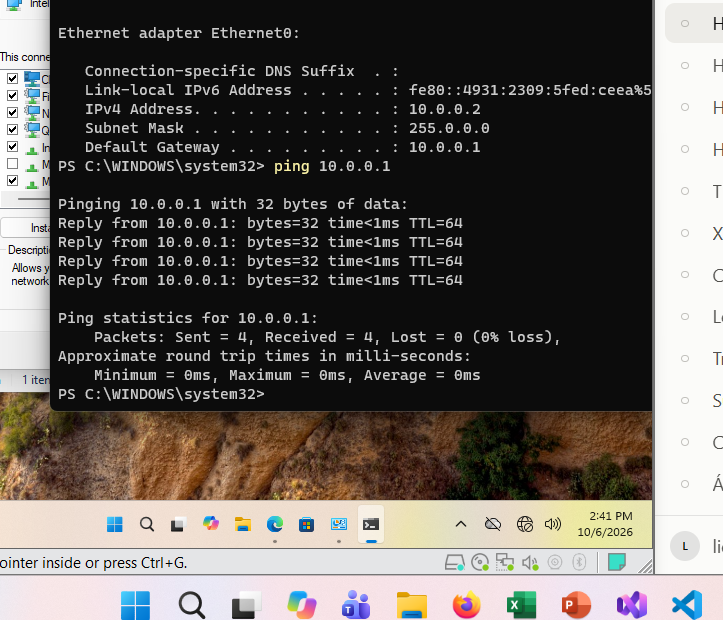 Intel
This conne
Insta
Descriptio
Allows y
network
1 iten
Ethernet adapter Ethernet0:
Connection-specific DNS Suffix . :
Link-local IPv6 Address . . . . . : fe80::4931:2309:5fed:ceea%5
IPv4 Address. . . . . . . . . . . : 10.0.0.2
Subnet Mask . . . . . . . . . . . : 255.0.0.0
Default Gateway . . . . . . . . . : 10.0.0.1
PS C:\WINDOWS\system32> ping 10.0.0.1
Pinging 10.0.0.1 with 32 bytes of data:
Reply from 10.0.0.1: bytes=32 time<1ms TTL=64
Reply from 10.0.0.1: bytes=32 time<1ms TTL=64
Reply from 10.0.0.1: bytes=32 time<1ms TTL=64
Reply from 10.0.0.1: bytes=32 time<1ms TTL=64
Ping statistics for 10.0.0.1:
Packets: Sent = 4, Received = 4, Lost = 0 (0% loss),
Approximate round trip times in milli-seconds:
Minimum = 0ms, Maximum = 0ms, Average = 0ms
PS C:\WINDOWS\system32>
2:41 PM
10/6/2026
ointer inside or press Ctrl+G.
L